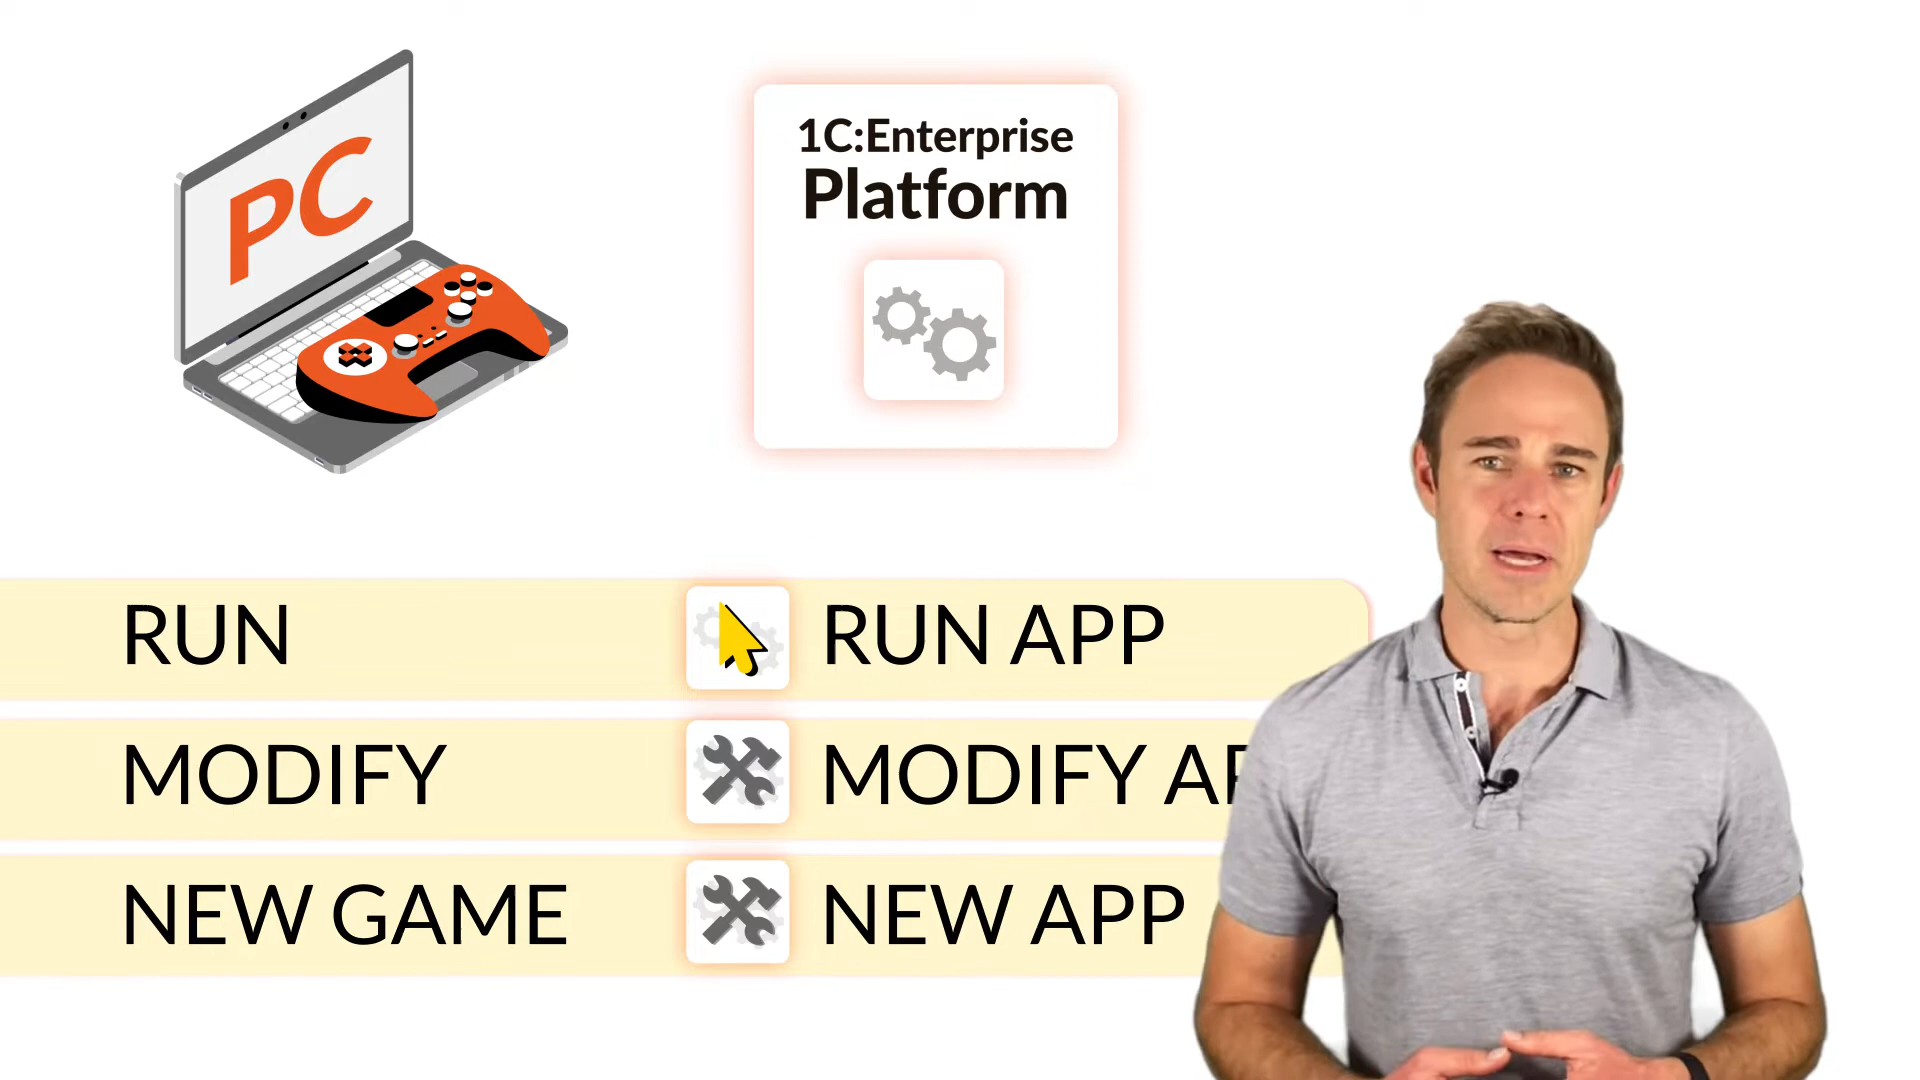 PC
1C:Enterprise
Platform
RUN
RUN APP
MODIFY
MODIFY
NEW GAME
NEW APP